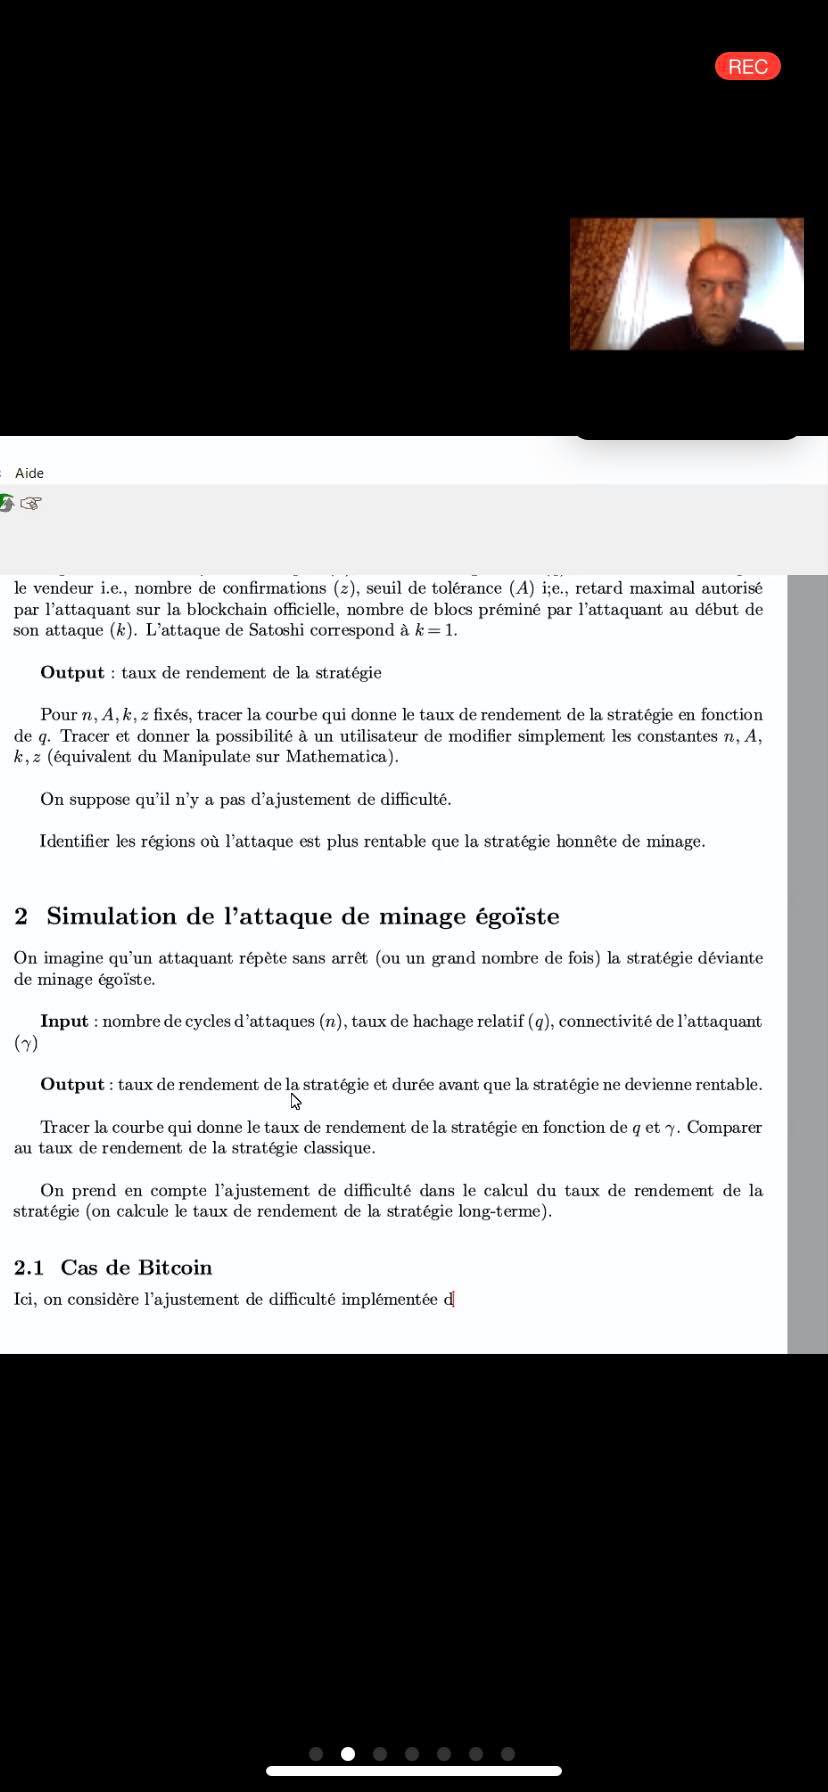 REC
Aide
le vendeur i.e., nombre de confirmations (z), seuil de tolérance (A) i;e., retard maximal autorisé
par l'attaquant sur la blockchain officielle, nombre de blocs préminé par l'attaquant au début de
son attaque (k). L'attaque de Satoshi correspond à k = 1.
Output : taux de rendement de la stratégie
Pour n, A, k, z fixés, tracer la courbe qui donne le taux de rendement de la stratégie en fonction
de q. Tracer et donner la possibilité à un utilisateur de modifier simplement les constantes n, A,
k, z (équivalent du Manipulate sur Mathematica).
On suppose qu'il n'y a pas d'ajustement de difficulté.
Identifier les régions où l'attaque est plus rentable que la stratégie honnête de minage.
2 Simulation de l'attaque de minage égoïste
On imagine qu'un attaquant répète sans arrêt (ou un grand nombre de fois) la stratégie déviante
de minage égoïste.
Input : nombre de cycles d'attaques (n), taux de hachage relatif (q), connectivité de l'attaquant
(γ)
Output : taux de rendement de la stratégie et durée avant que la stratégie ne devienne rentable.
Tracer la courbe qui donne le taux de rendement de la stratégie en fonction de q et γ. Comparer
au taux de rendement de la stratégie classique.
On prend en compte l'ajustement de difficulté dans le calcul du taux de rendement de la
stratégie (on calcule le taux de rendement de la stratégie long-terme).
2.1 Cas de Bitcoin
Ici, on considère l'ajustement de difficulté implémentée d